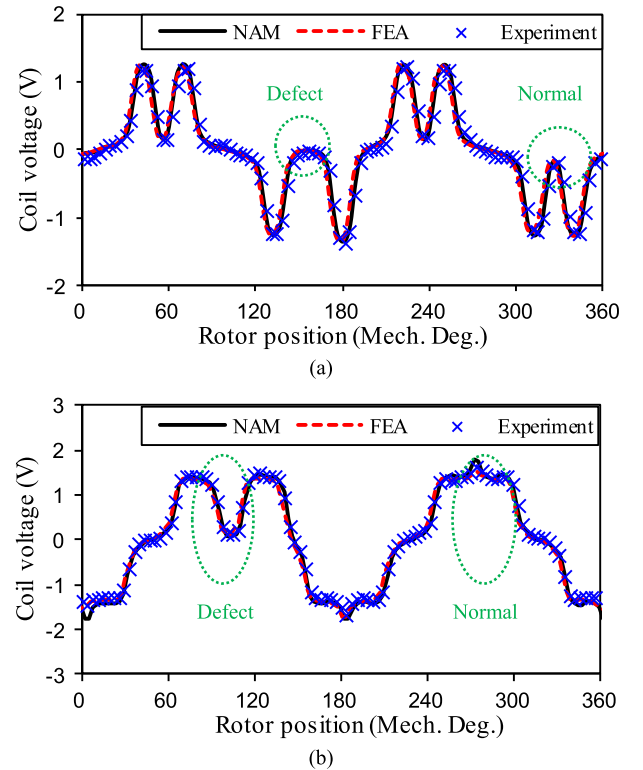 2
NAM FEA Experiment
Defect Normal
1
0
-1
-2
Coil voltage (V)
0 60 120 180 240 300 360
Rotor position (Mech. Deg.)
(a)
3
NAM FEA Experiment
2
1
0
-1
Defect Normal
-2
-3
Coil voltage (V)
0 60 120 180 240 300 360
Rotor position (Mech. Deg.)
(b)